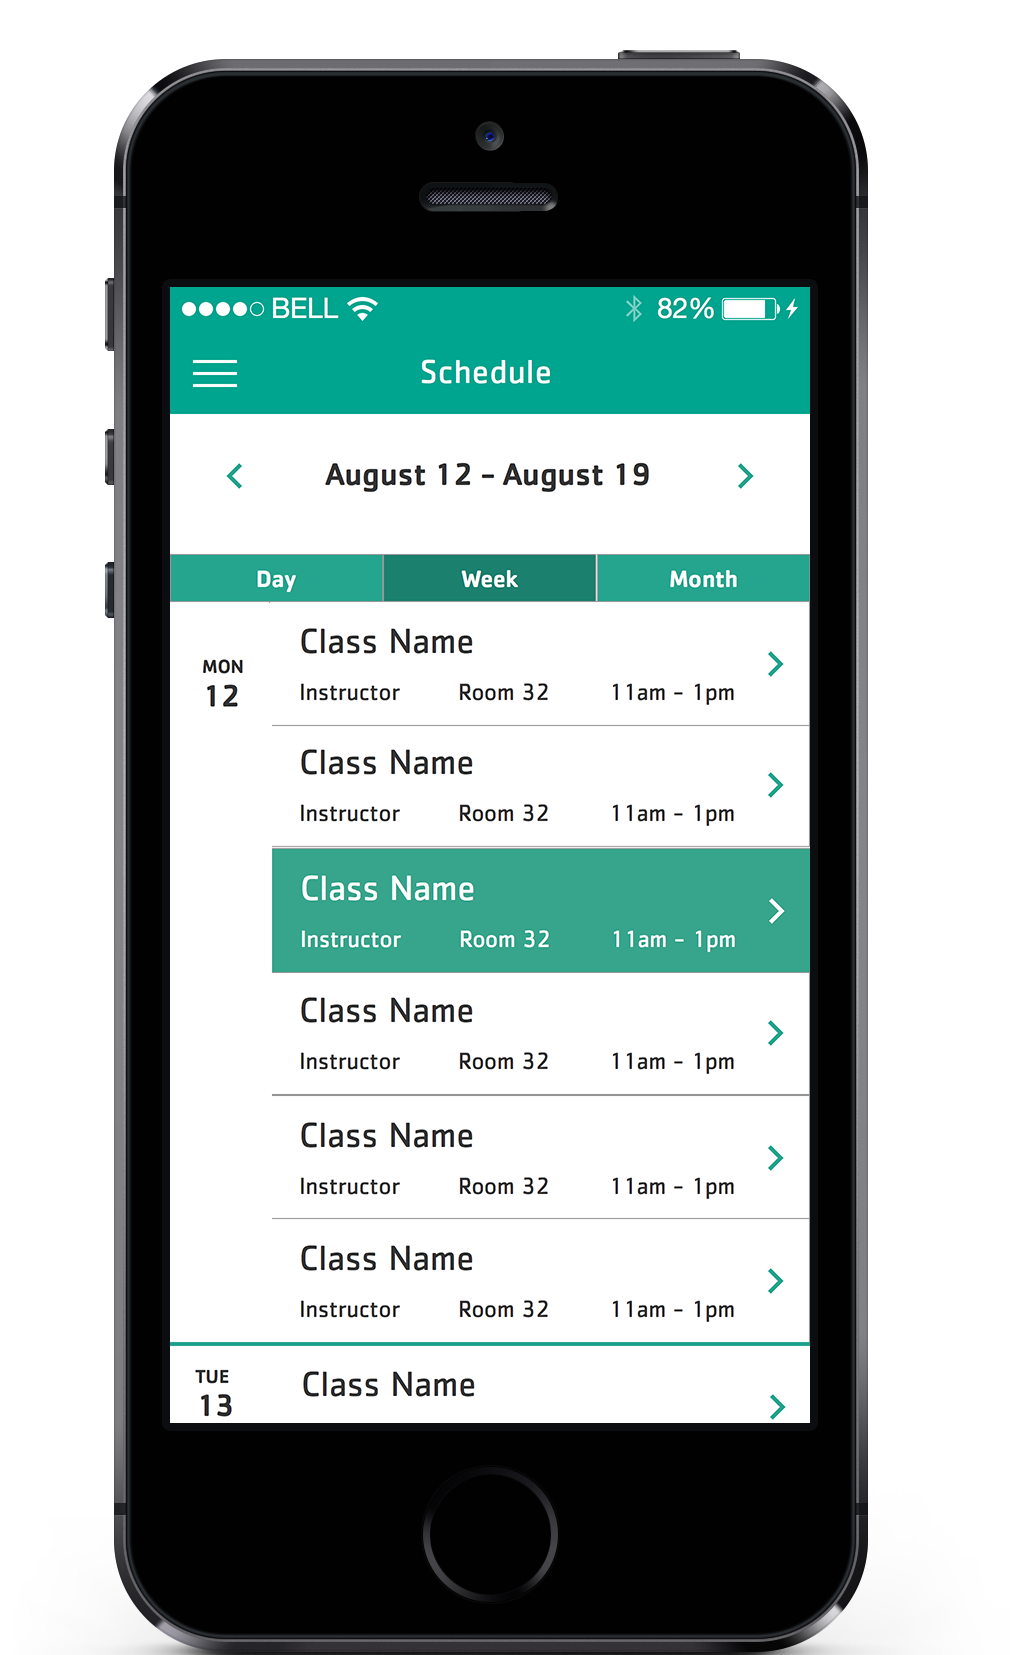 BELL 82%
Schedule
August 12 - August 19
Day Week Month
MON
12
Class Name
Instructor Room 32 11am - 1pm
Class Name
Instructor Room 32 11am - 1pm
Class Name
Instructor Room 32 11am - 1pm
Class Name
Instructor Room 32 11am - 1pm
Class Name
Instructor Room 32 11am - 1pm
Class Name
Instructor Room 32 11am - 1pm
TUE
13
Class Name